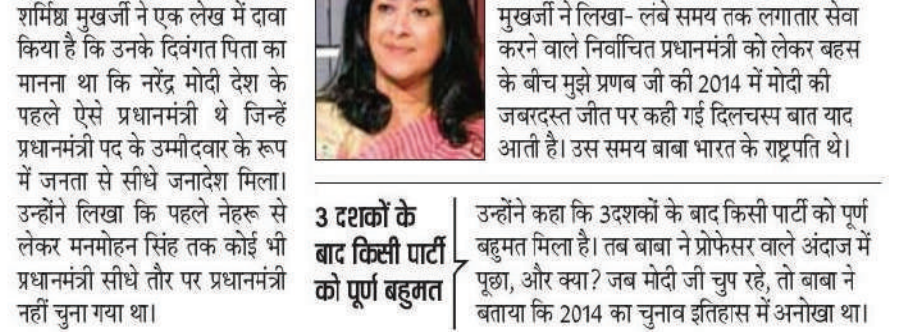 शर्मिष्ठा मुखर्जी ने एक लेख में दावा
किया है कि उनके दिवंगत पिता का
मानना था कि नरेंद्र मोदी देश के
पहले ऐसे प्रधानमंत्री थे जिन्हें
प्रधानमंत्री पद के उम्मीदवार के रूप
में जनता से सीधे जनादेश मिला।
उन्होंने लिखा कि पहले नेहरू से
लेकर मनमोहन सिंह तक कोई भी
प्रधानमंत्री सीधे तौर पर प्रधानमंत्री
नहीं चुना गया था।
मुखर्जी ने लिखा- लंबे समय तक लगातार सेवा
करने वाले निर्वाचित प्रधानमंत्री को लेकर बहस
के बीच मुझे प्रणब जी की 2014 में मोदी की
जबरदस्त जीत पर कही गई दिलचस्प बात याद
आती है। उस समय बाबा भारत के राष्ट्रपति थे।
3 दशकों के
बाद किसी पार्टी
को पूर्ण बहुमत
उन्होंने कहा कि 3दशकों के बाद किसी पार्टी को पूर्ण
बहुमत मिला है। तब बाबा ने प्रोफेसर वाले अंदाज में
पूछा, और क्या? जब मोदी जी चुप रहे, तो बाबा ने
बताया कि 2014 का चुनाव इतिहास में अनोखा था।